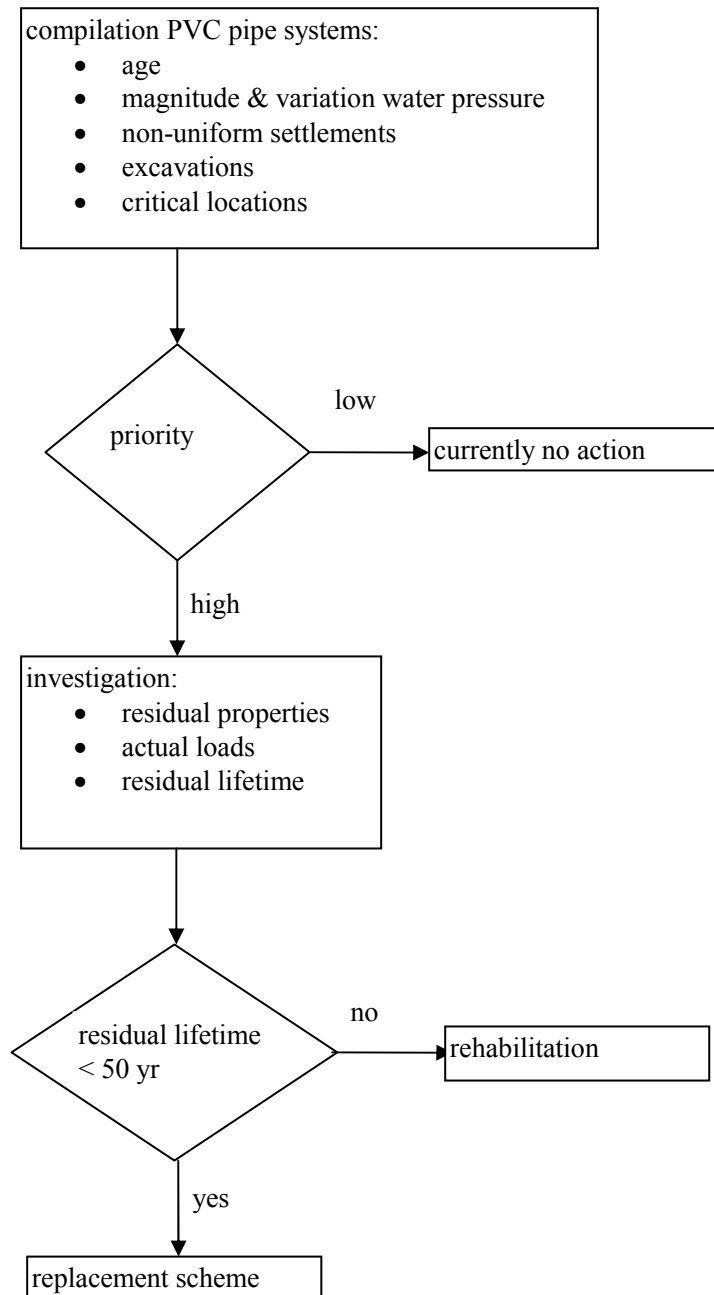 compilation PVC pipe systems:
• age
• magnitude & variation water pressure
• non-uniform settlements
• excavations
• critical locations
low
priority
currently no action
high
investigation:
• residual properties
• actual loads
• residual lifetime
no
residual lifetime
< 50 yr
rehabilitation
yes
replacement scheme